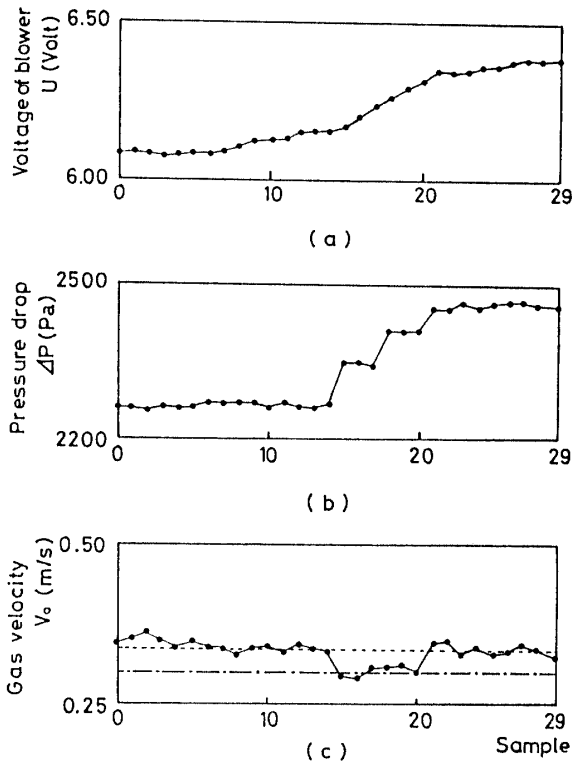 Voltage of blower
U (Volt)
6.50
6.00
0
10
20
29
(a)
Pressure drop
ΔP (Pa)
2500
2200
0
10
20
29
(b)
Gas velocity
Vₒ (m/s)
0.50
0.25
0
10
20
29
(c)
Sample